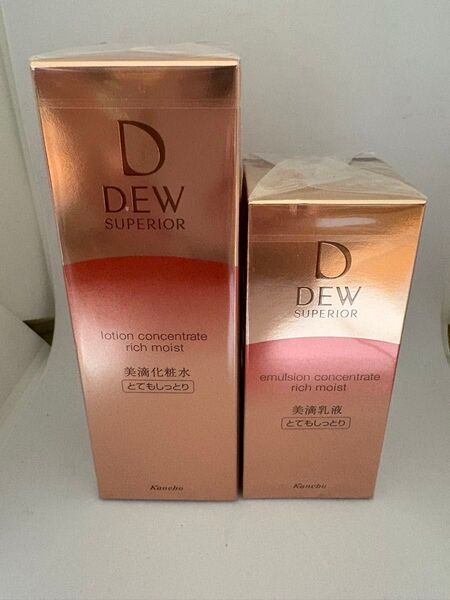 D
DEW
SUPERIOR
lotion concentrate
rich moist
美滴化粧水
とてもしっとり
Kanebo
D
DEW
SUPERIOR
emulsion concentrate
rich moist
美滴乳液
とてもしっとり
Kanebo